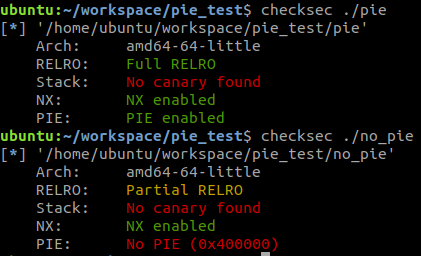 ubuntu:~/workspace/pie_test$ checksec ./pie
[*] '/home/ubuntu/workspace/pie_test/pie'
    Arch:     amd64-64-little
    RELRO:    Full RELRO
    Stack:    No canary found
    NX:       NX enabled
    PIE:      PIE enabled
ubuntu:~/workspace/pie_test$ checksec ./no_pie
[*] '/home/ubuntu/workspace/pie_test/no_pie'
    Arch:     amd64-64-little
    RELRO:    Partial RELRO
    Stack:    No canary found
    NX:       NX enabled
    PIE:      No PIE (0x400000)